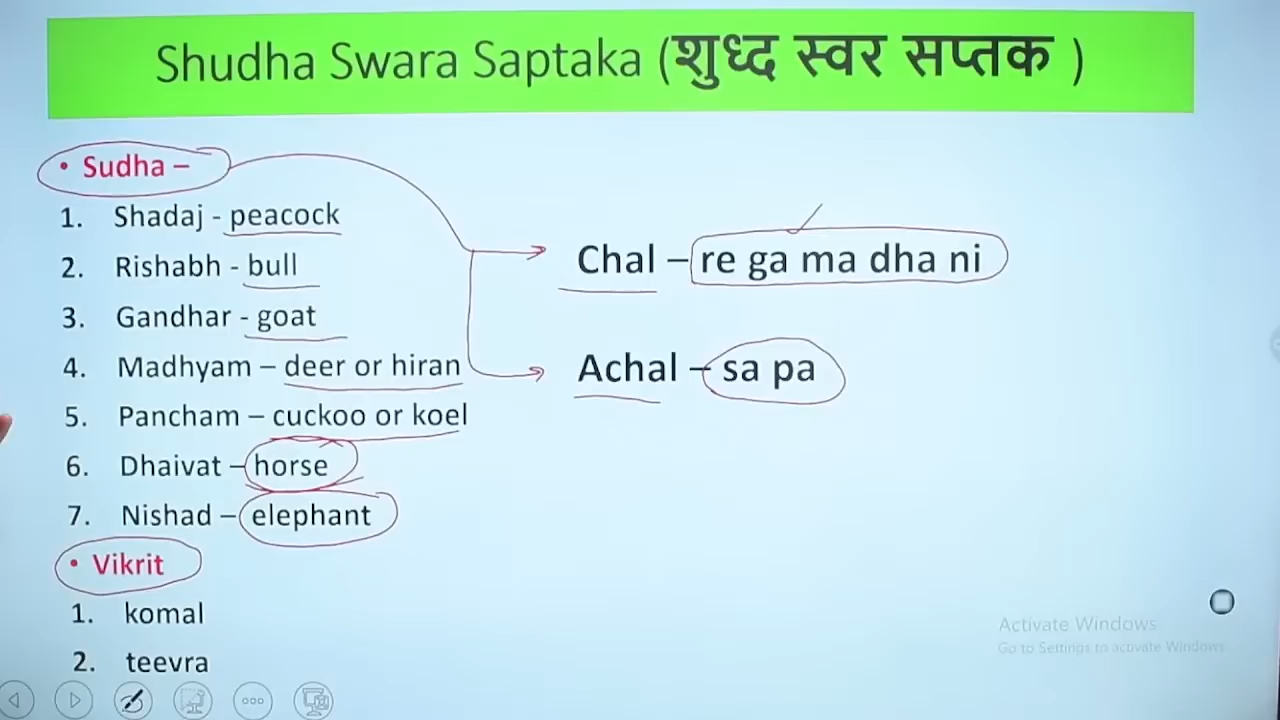 Shudha Swara Saptaka (शुध्द स्वर सप्तक )
• Sudha –
1. Shadaj - peacock
2. Rishabh - bull
3. Gandhar - goat
4. Madhyam – deer or hiran
5. Pancham – cuckoo or koel
6. Dhaivat – horse
7. Nishad – elephant
• Vikrit
1. komal
2. teevra
Chal – re ga ma dha ni
Achal – sa pa
Activate Windows
Go to Settings to activate Windows.